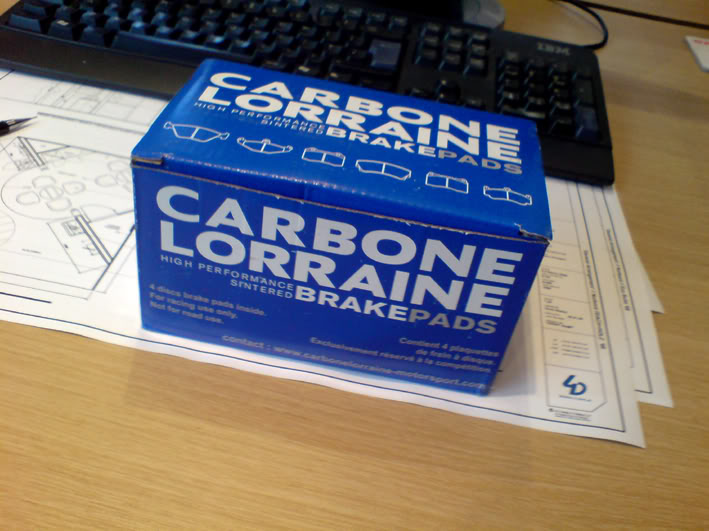 IBM
CARBONE
LORRAINE
HIGH PERFORMANCE
SINTERED BRAKEPADS
CARBONE
LORRAINE
HIGH PERFORMANCE
SINTERED BRAKEPADS
4 discs brake pads inside.
For racing use only.
Not for road use.
Contient 4 plaquettes
de frein à disque.
Exclusivement réservé à la compétition.
contact : www.carbonelorraine-motorsport.com